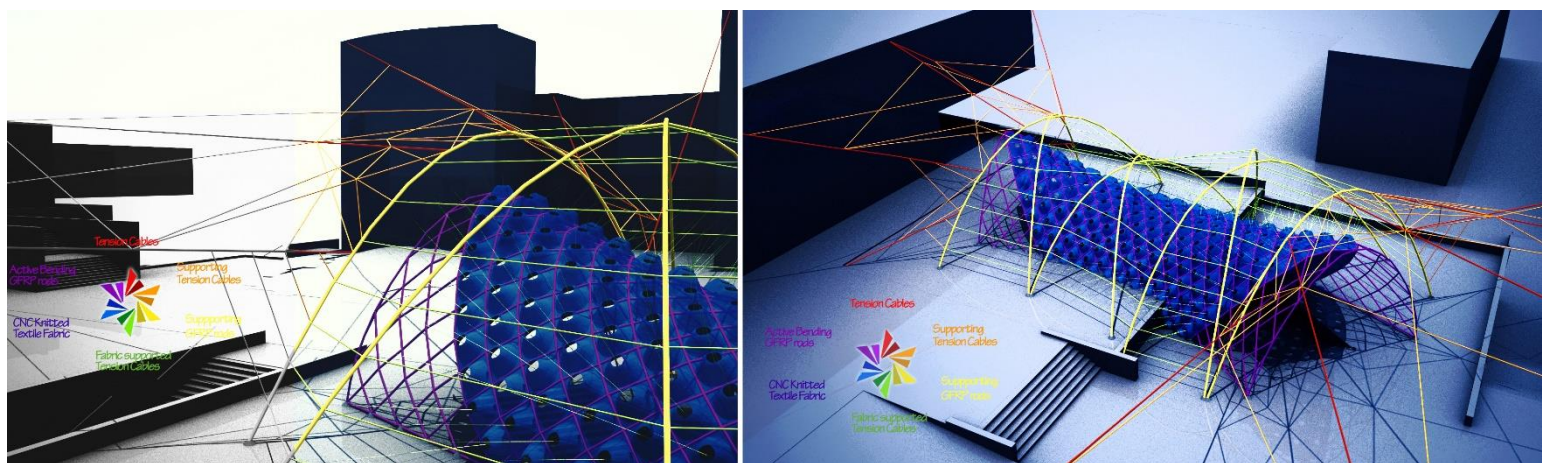 Tension Cables
Active Bending
GFRP rods
Supporting
Tension Cables
CNC Knitted
Textile Fabric
Suppporting
GFRP rods
Fabric supported
Tension Cables
Tension Cables
Active Bending
GFRP rods
Supporting
Tension Cables
CNC Knitted
Textile Fabric
Suppporting
GFRP rods
Fabric supported
Tension Cables